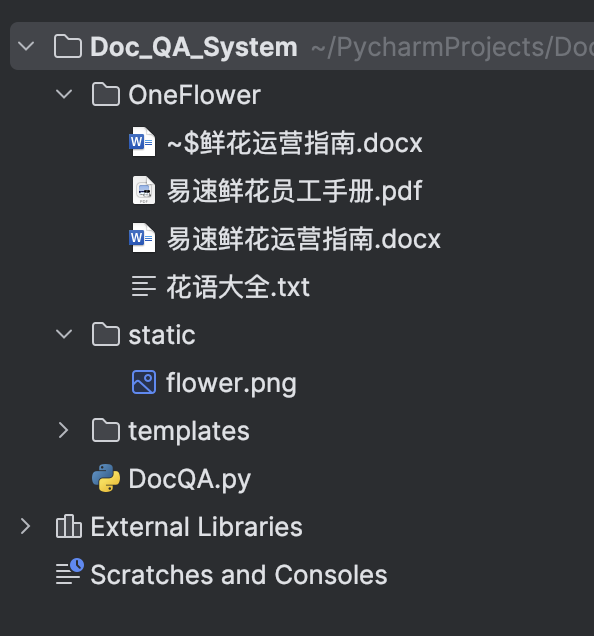 Doc_QA_System ~/PycharmProjects/Doc
OneFlower
~$鲜花运营指南.docx
易速鲜花员工手册.pdf
易速鲜花运营指南.docx
花语大全.txt
static
flower.png
templates
DocQA.py
External Libraries
Scratches and Consoles